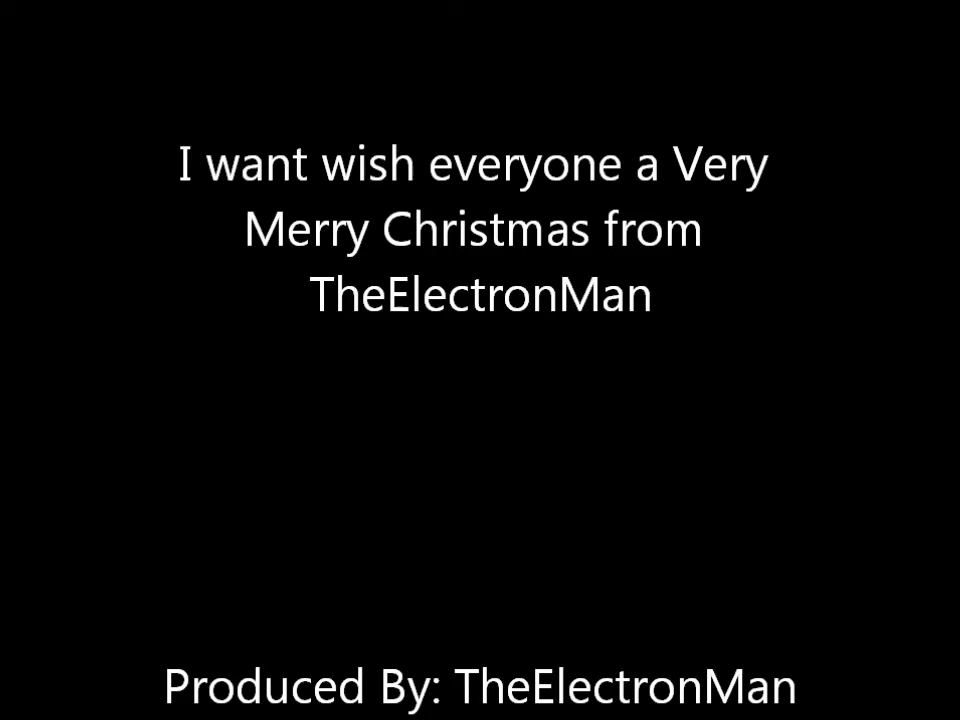 I want wish everyone a Very
Merry Christmas from
TheElectronMan
Produced By: TheElectronMan